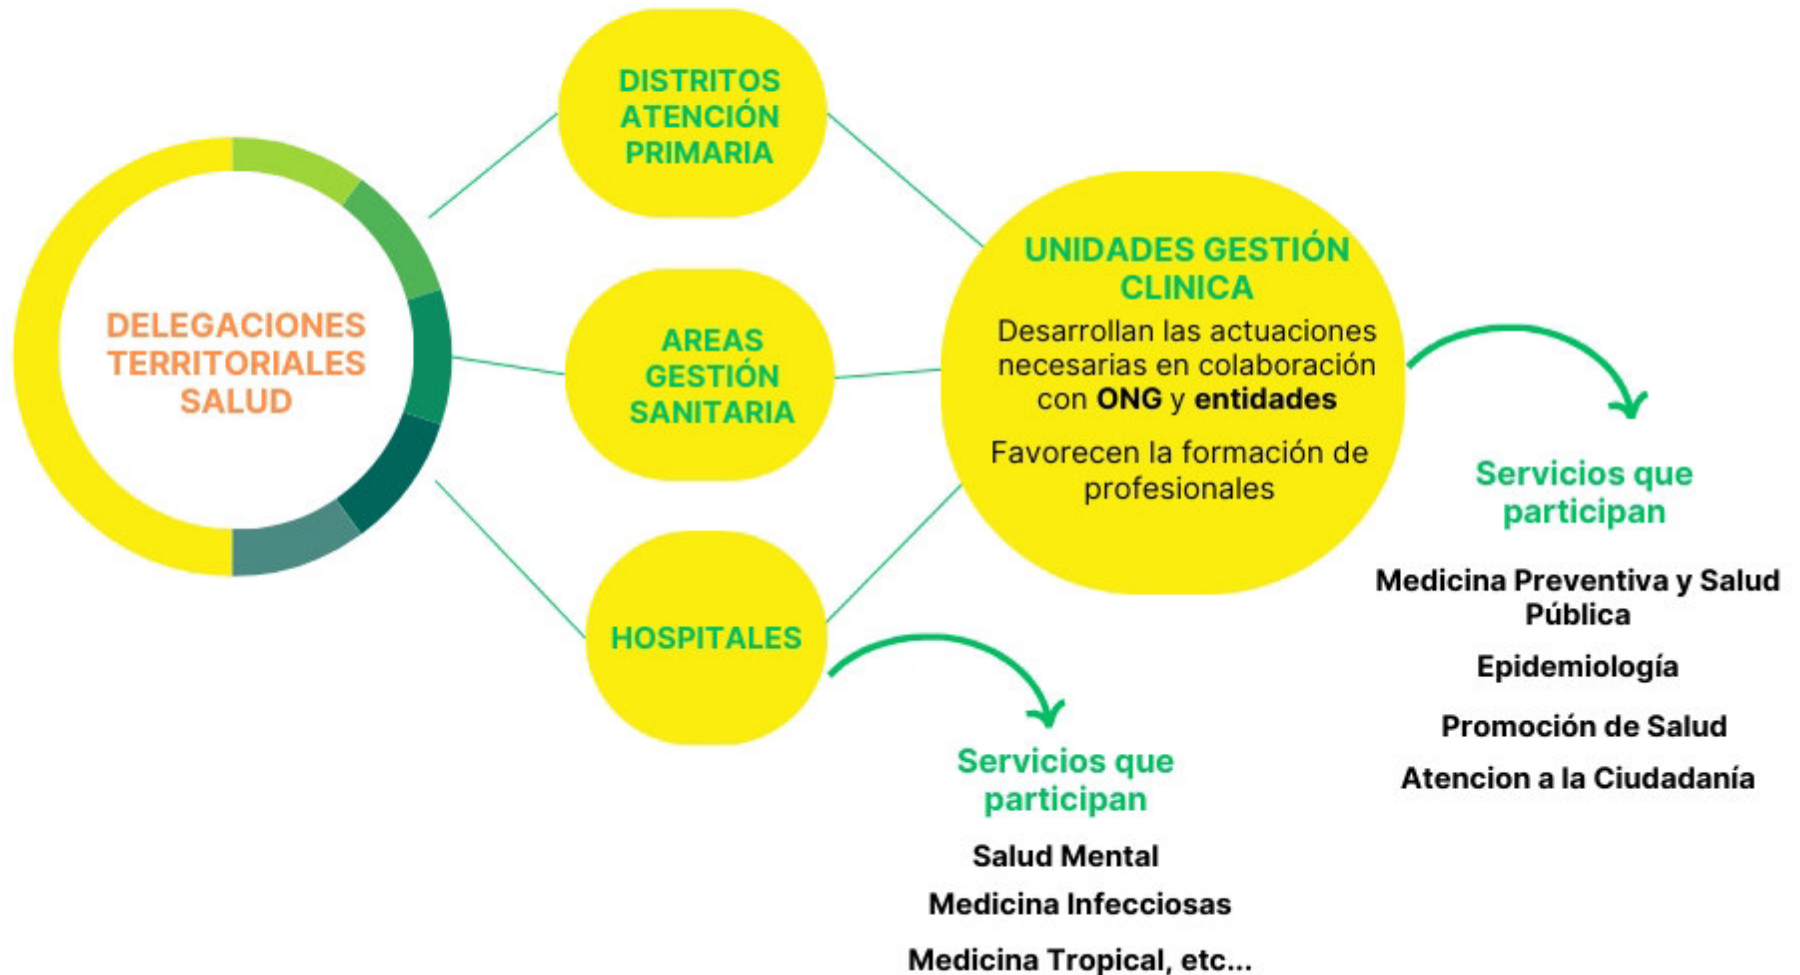 DELEGACIONES
TERRITORIALES
SALUD
DISTRITOS
ATENCIÓN
PRIMARIA
AREAS
GESTIÓN
SANITARIA
HOSPITALES
UNIDADES GESTIÓN
CLINICA
Desarrollan las actuaciones
necesarias en colaboración
con ONG y entidades
Favorecen la formación de
profesionales
Servicios que
participan
Medicina Preventiva y Salud
Pública
Epidemiología
Promoción de Salud
Atencion a la Ciudadanía
Servicios que
participan
Salud Mental
Medicina Infecciosas
Medicina Tropical, etc...